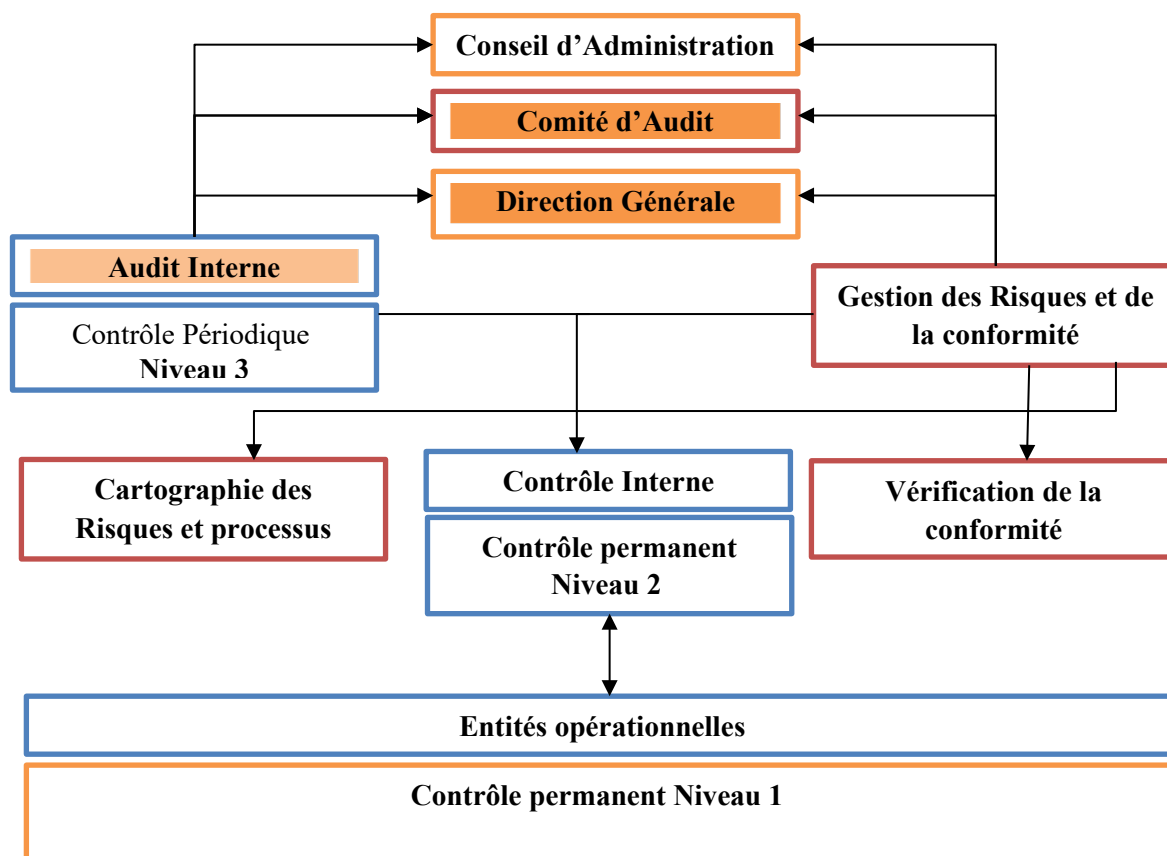 Conseil d’Administration
Comité d’Audit
Direction Générale
Audit Interne
Contrôle Périodique
Niveau 3
Gestion des Risques et de
la conformité
Cartographie des
Risques et processus
Contrôle Interne
Contrôle permanent
Niveau 2
Vérification de la
conformité
Entités opérationnelles
Contrôle permanent Niveau 1